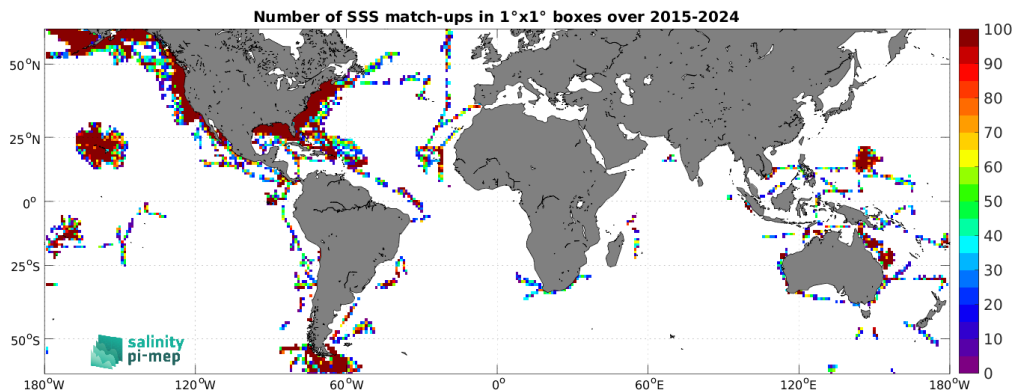 Number of SSS match-ups in 1°x1° boxes over 2015-2024
50°N
25°N
0°
25°S
50°S
180°W
120°W
60°W
0°
60°E
120°E
180°W
salinity
pi-mep
100
90
80
70
60
50
40
30
20
10
0